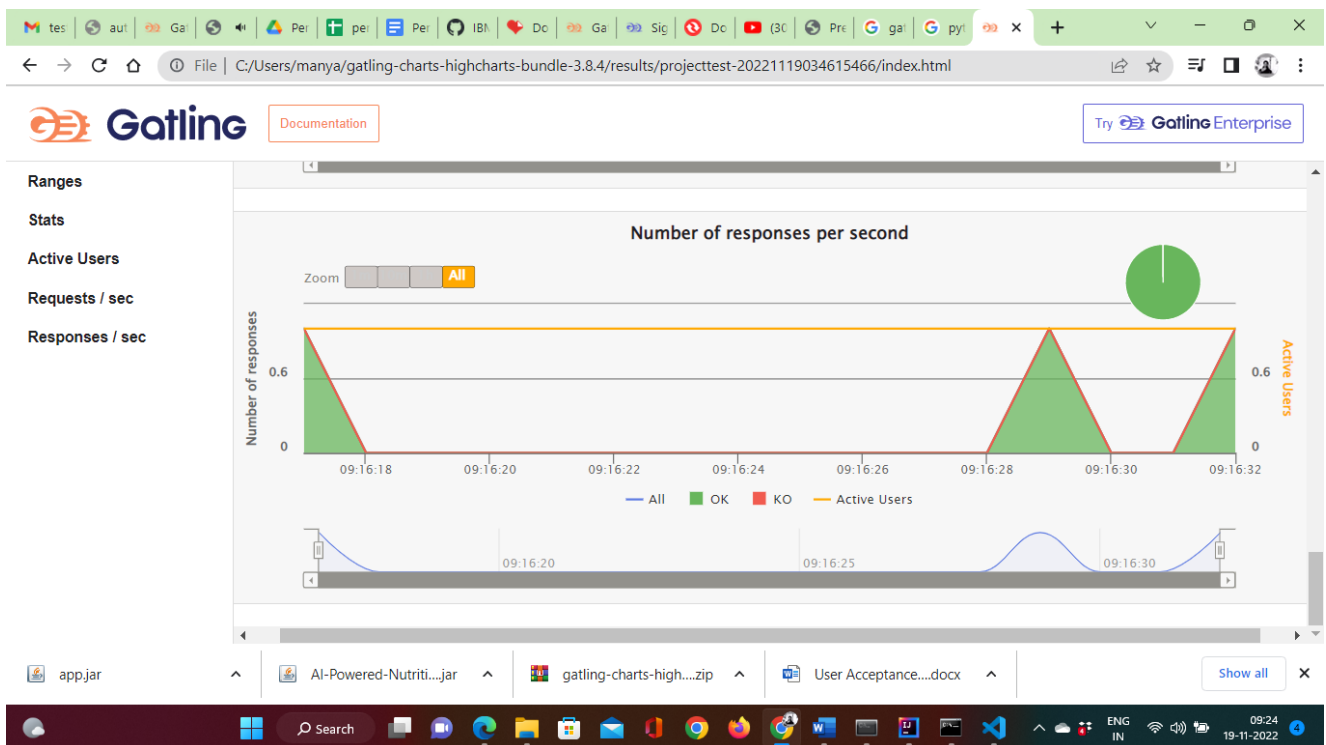 tes
aut
Gat
Per
per
Per
IBN
Do
Ga
Sig
Do
(30
Pre
gat
pyt
File
C:/Users/manya/gatling-charts-highcharts-bundle-3.8.4/results/projecttest-20221119034615466/index.html
Gatling
Documentation
Try Gatling Enterprise
Ranges
Stats
Active Users
Requests / sec
Responses / sec
Number of responses per second
Zoom
All
Number of responses
0.6
0
Active Users
0.6
0
09:16:18 09:16:20 09:16:22 09:16:24 09:16:26 09:16:28 09:16:30 09:16:32
All OK KO Active Users
09:16:20 09:16:25 09:16:30
app.jar
AI-Powered-Nutriti....jar
gatling-charts-high....zip
User Acceptance....docx
Show all
Search
ENG
IN
09:24
19-11-2022
4